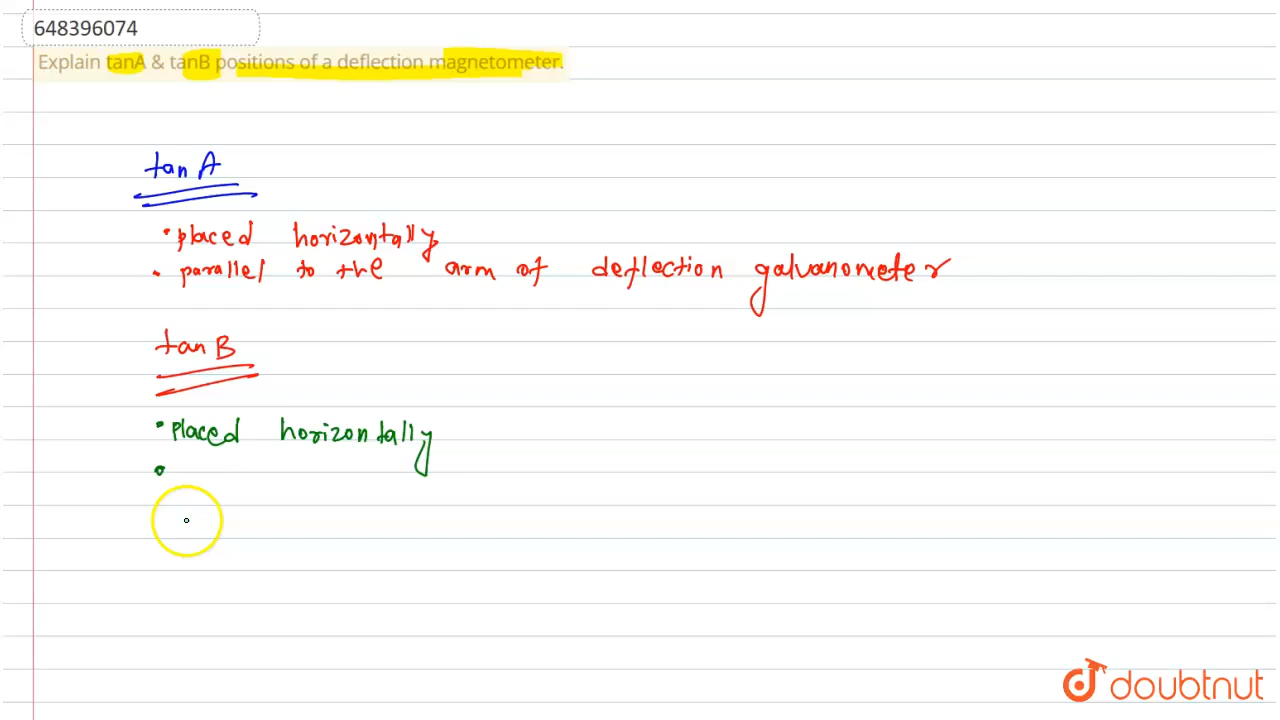 648396074
Explain tanA & tanB positions of a deflection magnetometer.
tan A
• placed horizontally
• parallel to the arm of deflection galvanometer
tan B
• placed horizontally
•
doubtnut